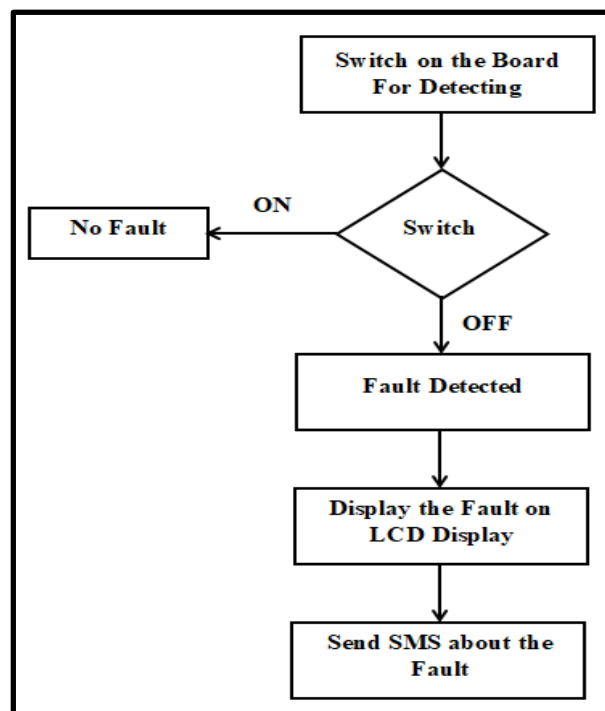 Switch on the Board
For Detecting
ON
No Fault
Switch
OFF
Fault Detected
Display the Fault on
LCD Display
Send SMS about the
Fault